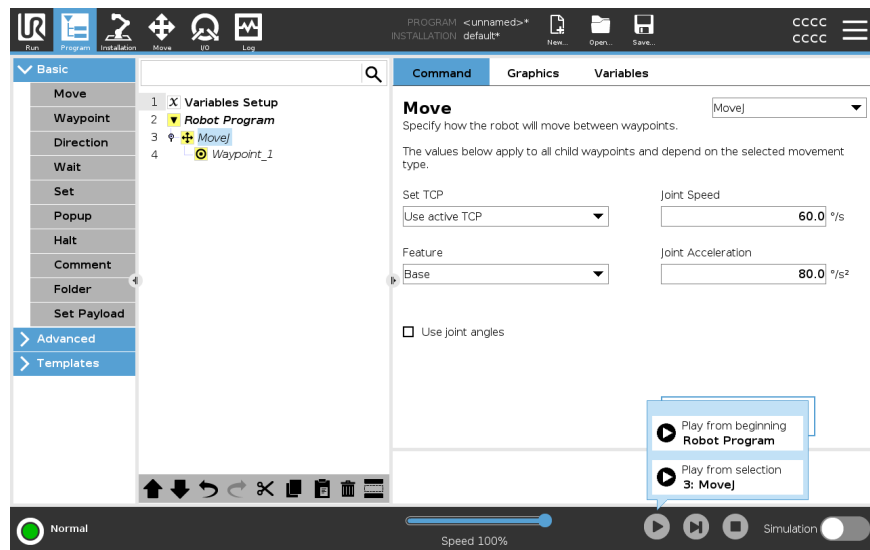 PROGRAM <unnamed>*
INSTALLATION default*
CCCC
CCCC
Run Program Installation Move I/O Log New... Open... Save...
Basic
Move
Waypoint
Direction
Wait
Set
Popup
Halt
Comment
Folder
Set Payload
Advanced
Templates
1 X Variables Setup
2 Robot Program
3 MoveJ
4 Waypoint_1
Command Graphics Variables
Move
MoveJ
Specify how the robot will move between waypoints.
The values below apply to all child waypoints and depend on the selected movement
type.
Set TCP Joint Speed
Use active TCP 60.0 °/s
Feature Joint Acceleration
Base 80.0 °/s²
Use joint angles
Play from beginning
Robot Program
Play from selection
3: MoveJ
Normal
Speed 100%
Simulation